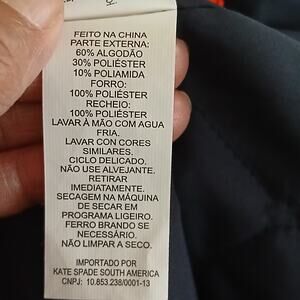 FEITO NA CHINA
PARTE EXTERNA:
60% ALGODÃO
30% POLIÉSTER
10% POLIAMIDA
FORRO:
100% POLIÉSTER
RECHEIO:
100% POLIÉSTER
LAVAR À MÃO COM AGUA
FRIA.
LAVAR COM CORES
SIMILARES.
CICLO DELICADO.
NÃO USE ALVEJANTE.
RETIRAR
IMEDIATAMENTE.
SECAGEM NA MÁQUINA
DE SECAR EM
PROGRAMA LIGEIRO.
FERRO BRANDO SE
NECESSÁRIO.
NÃO LIMPAR A SECO.
IMPORTADO POR
KATE SPADE SOUTH AMERICA
CNPJ: 10.853.238/0001-13